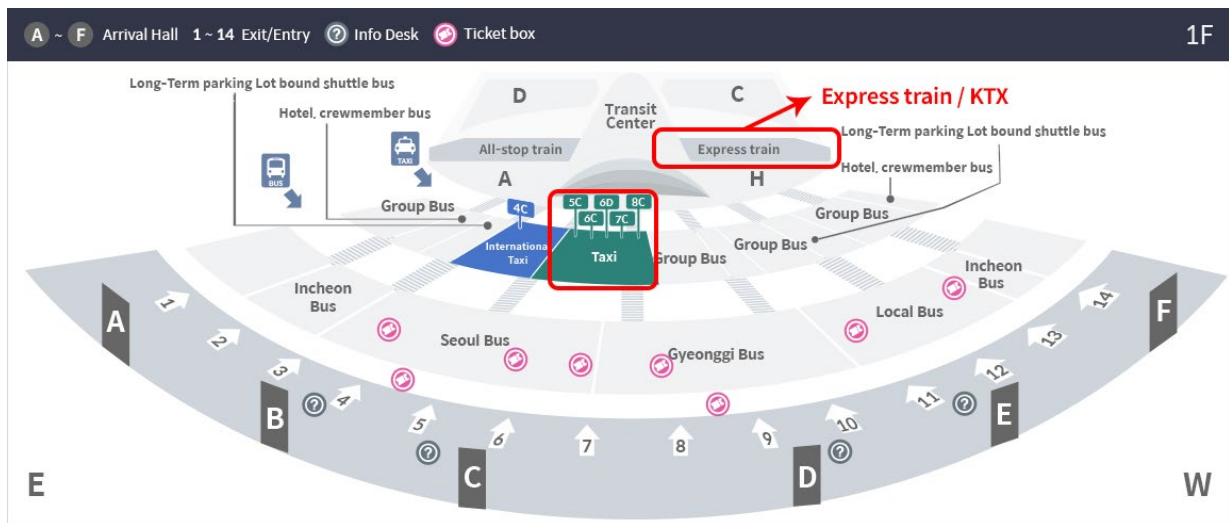 A ~ F Arrival Hall 1 ~ 14 Exit/Entry ? Info Desk Ticket box 1F
Long-Term parking Lot bound shuttle bus
Hotel, crewmember bus
BUS
TAXI
D
Transit
Center
C
Express train / KTX
Long-Term parking Lot bound shuttle bus
All-stop train
Express train
Hotel, crewmember bus
A
H
Group Bus
4C
5C 6D 8C
6C 7C
Group Bus
Group Bus
International
Taxi
Taxi
Group Bus
Incheon
Bus
Incheon
Bus
Seoul Bus
Gyeonggi Bus
Local Bus
A
B
C
D
E
F
1
2
3
4
5
6
7
8
9
10
11
12
13
14
?
?
?
?
E
W